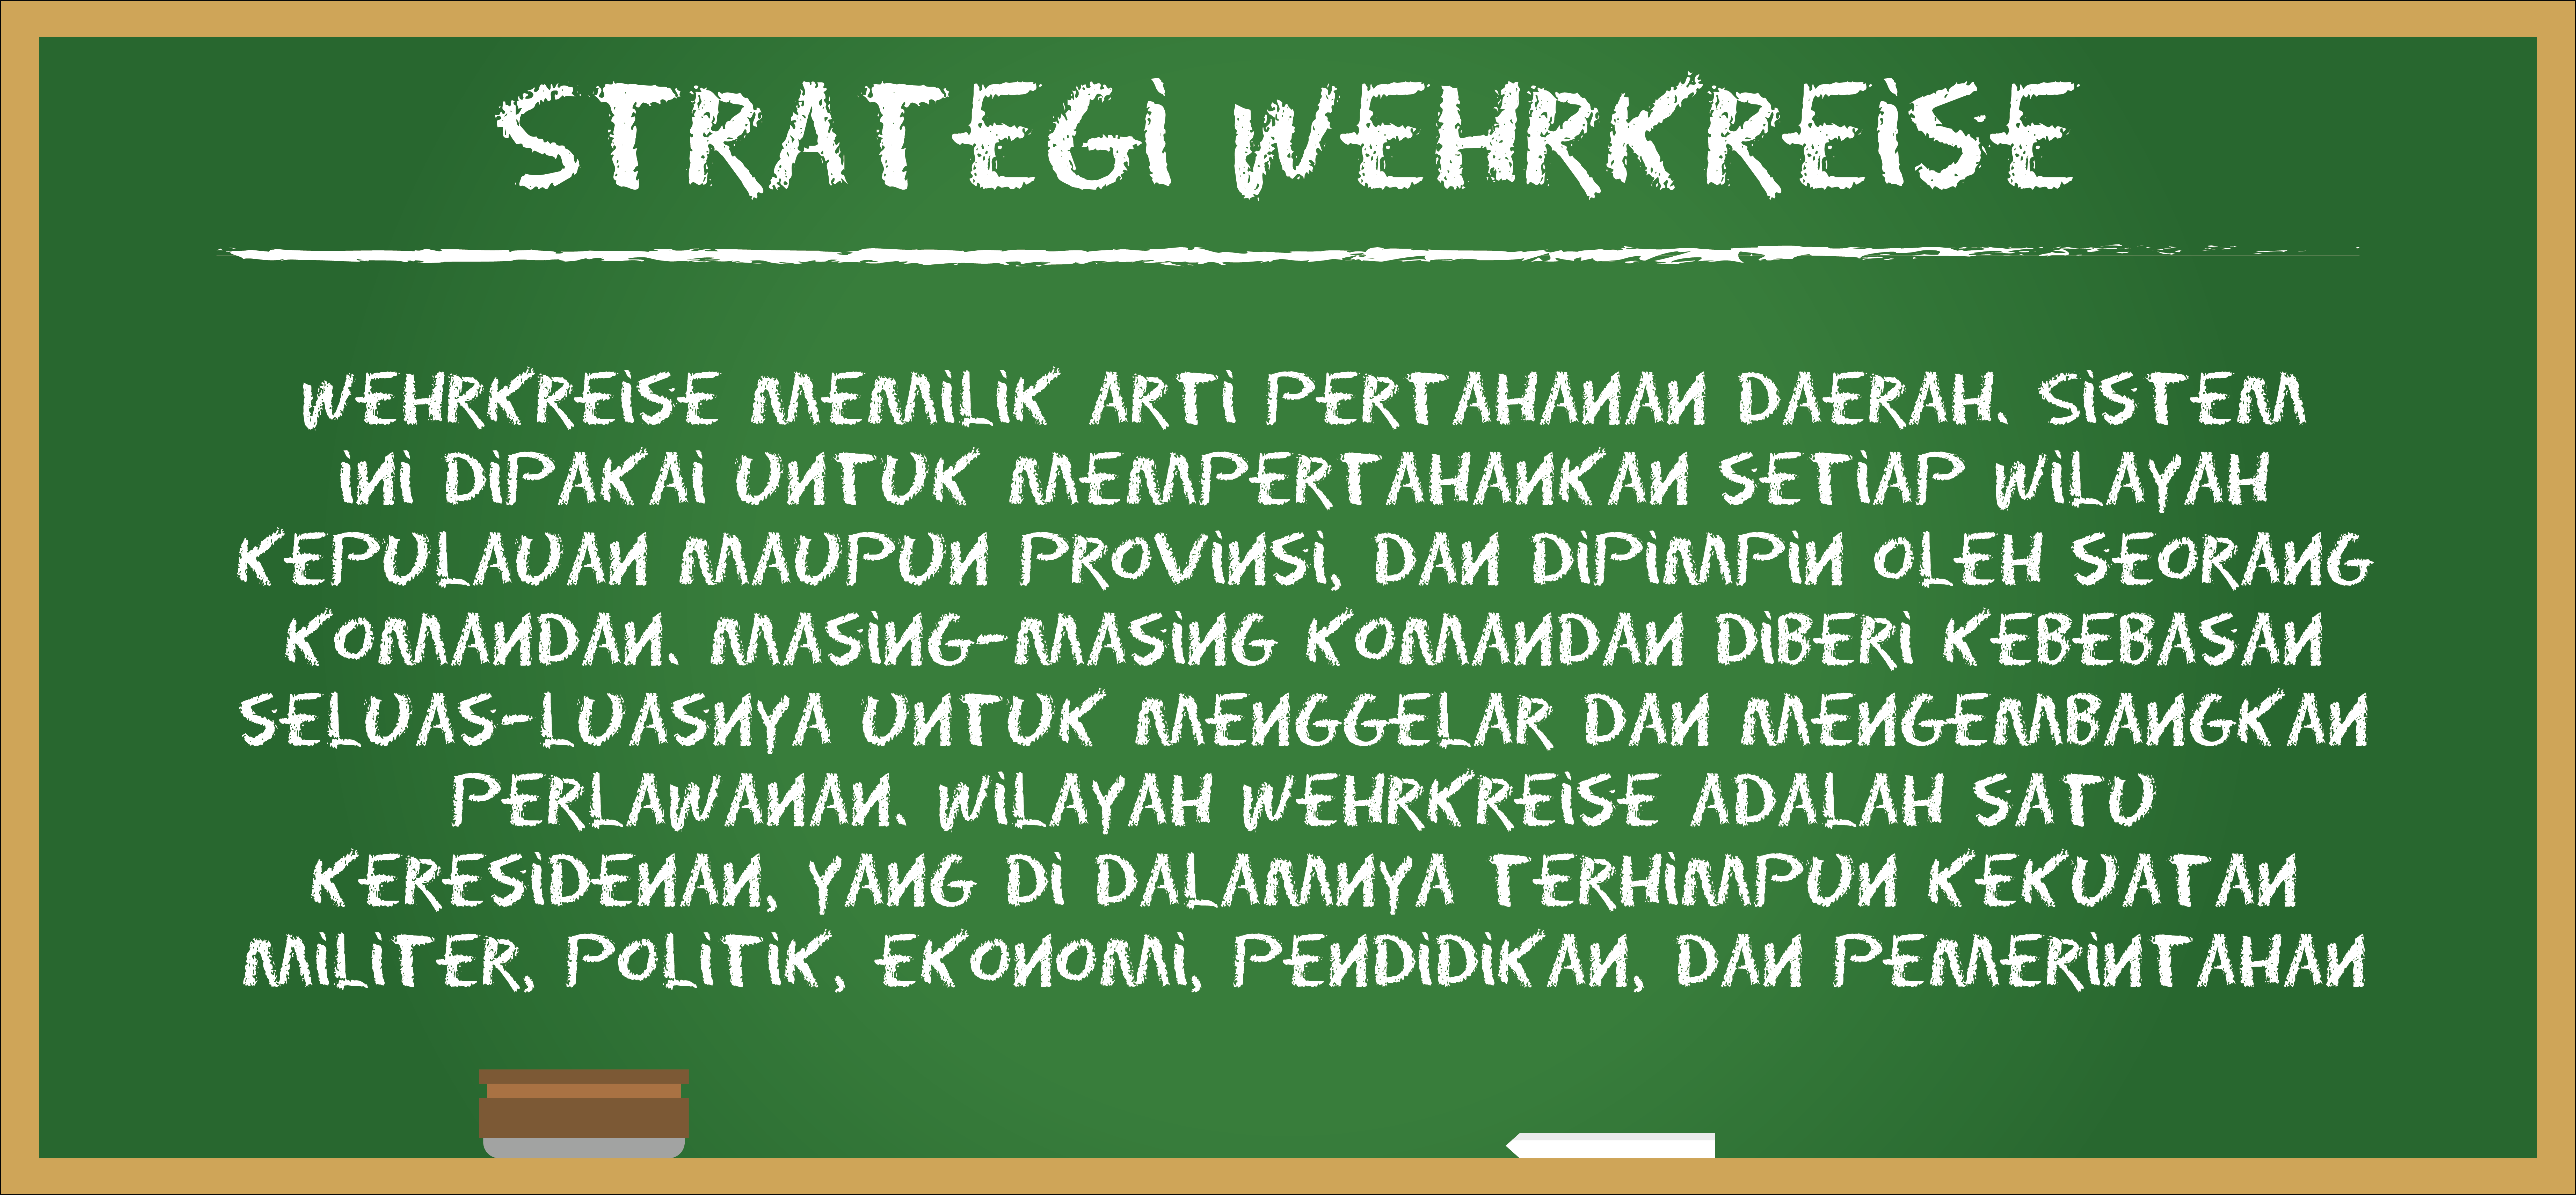 STRATEGI WEHRKREISE
WEHRKREISE MEMILIK ARTI PERTAHANAN DAERAH. SISTEM
INI DIPAKAI UNTUK MEMPERTAHANKAN SETIAP WILAYAH
KEPULAUAN MAUPUN PROVINSI, DAN DIPIMPIN OLEH SEORANG
KOMANDAN. MASING-MASING KOMANDAN DIBERI KEBEBASAN
SELUAS-LUASNYA UNTUK MENGGELAR DAN MENGEMBANGKAN
PERLAWANAN. WILAYAH WEHRKREISE ADALAH SATU
KERESIDENAN, YANG DI DALAMNYA TERHIMPUN KEKUATAN
MILITER, POLITIK, EKONOMI, PENDIDIKAN, DAN PEMERINTAHAN